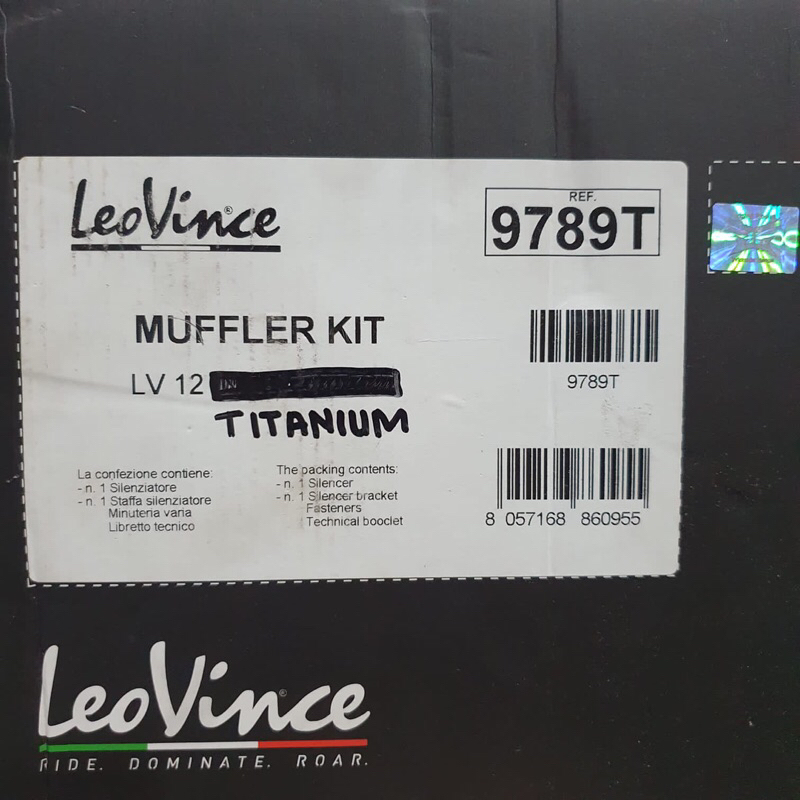 LeoVince®
REF.
9789T
MUFFLER KIT
LV 12
TITANIUM
9789T
La confezione contiene:
- n. 1 Silenziatore
- n. 1 Staffa silenziatore
Minuteria varia
Libretto tecnico
The packing contents:
- n. 1 Silencer
- n. 1 Silencer bracket
Fasteners
Technical booclet
8 057168 860955
LeoVince®
RIDE. DOMINATE. ROAR.